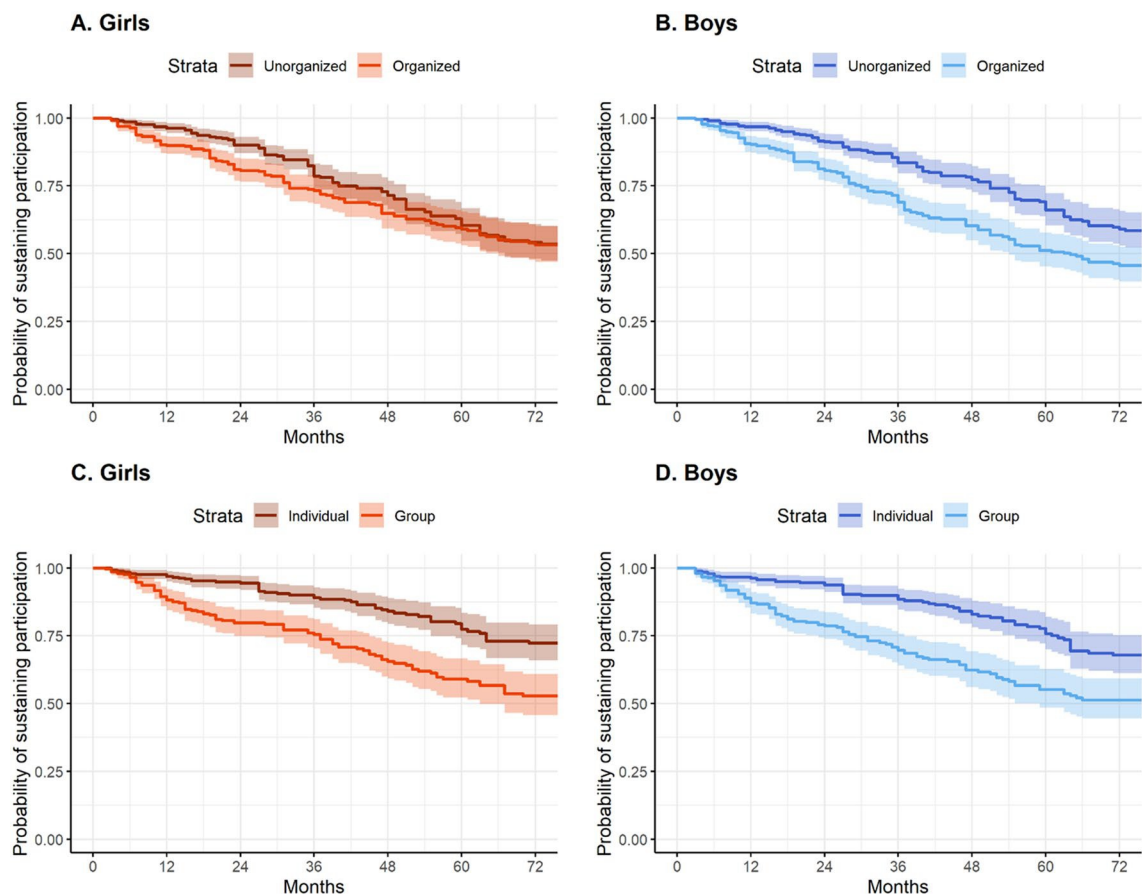 A. Girls
Strata Unorganized Organized
Probability of sustaining participation
1.00
0.75
0.50
0.25
0.00
0 12 24 36 48 60 72
Months
B. Boys
Strata Unorganized Organized
Probability of sustaining participation
1.00
0.75
0.50
0.25
0.00
0 12 24 36 48 60 72
Months
C. Girls
Strata Individual Group
Probability of sustaining participation
1.00
0.75
0.50
0.25
0.00
0 12 24 36 48 60 72
Months
D. Boys
Strata Individual Group
Probability of sustaining participation
1.00
0.75
0.50
0.25
0.00
0 12 24 36 48 60 72
Months